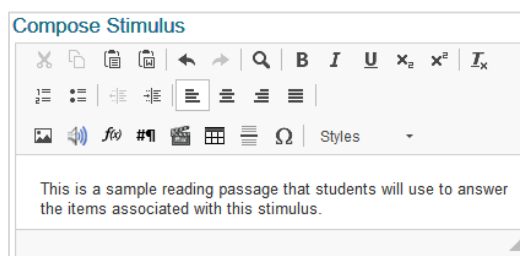 Compose Stimulus
B I U x₂ x² Iₓ
f(x) #¶ Ω Styles
This is a sample reading passage that students will use to answer
the items associated with this stimulus.